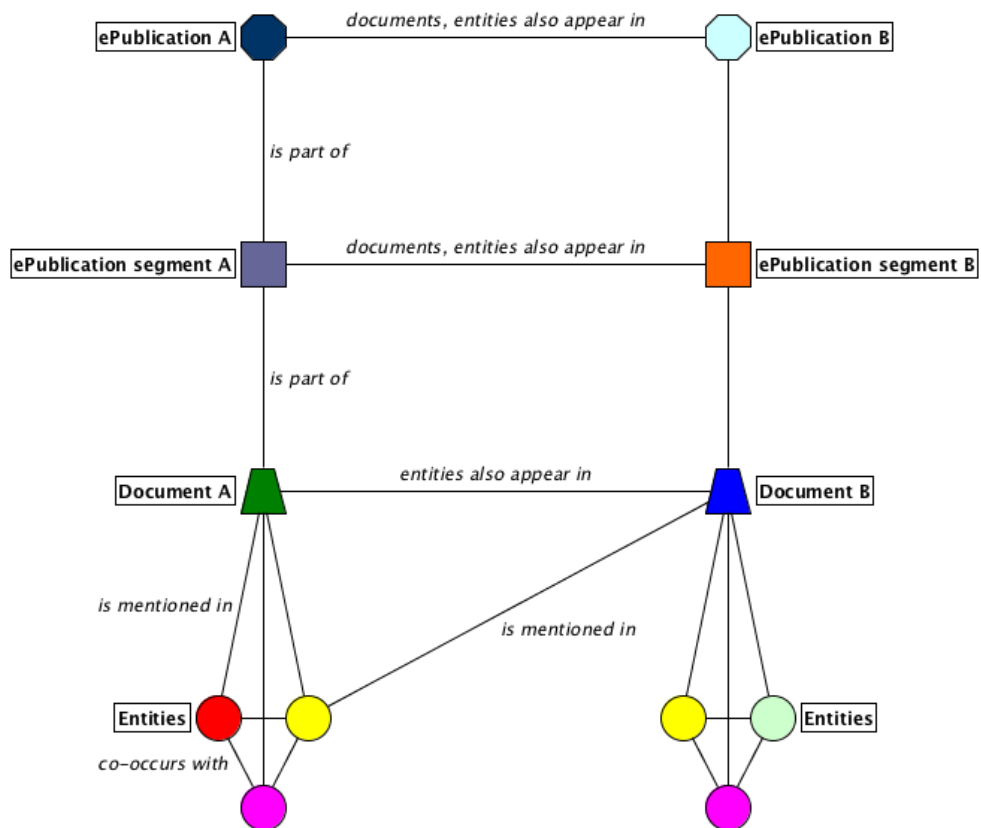 documents, entities also appear in
ePublication A
ePublication B
is part of
documents, entities also appear in
ePublication segment A
ePublication segment B
is part of
entities also appear in
Document A
Document B
is mentioned in
is mentioned in
Entities
Entities
co-occurs with